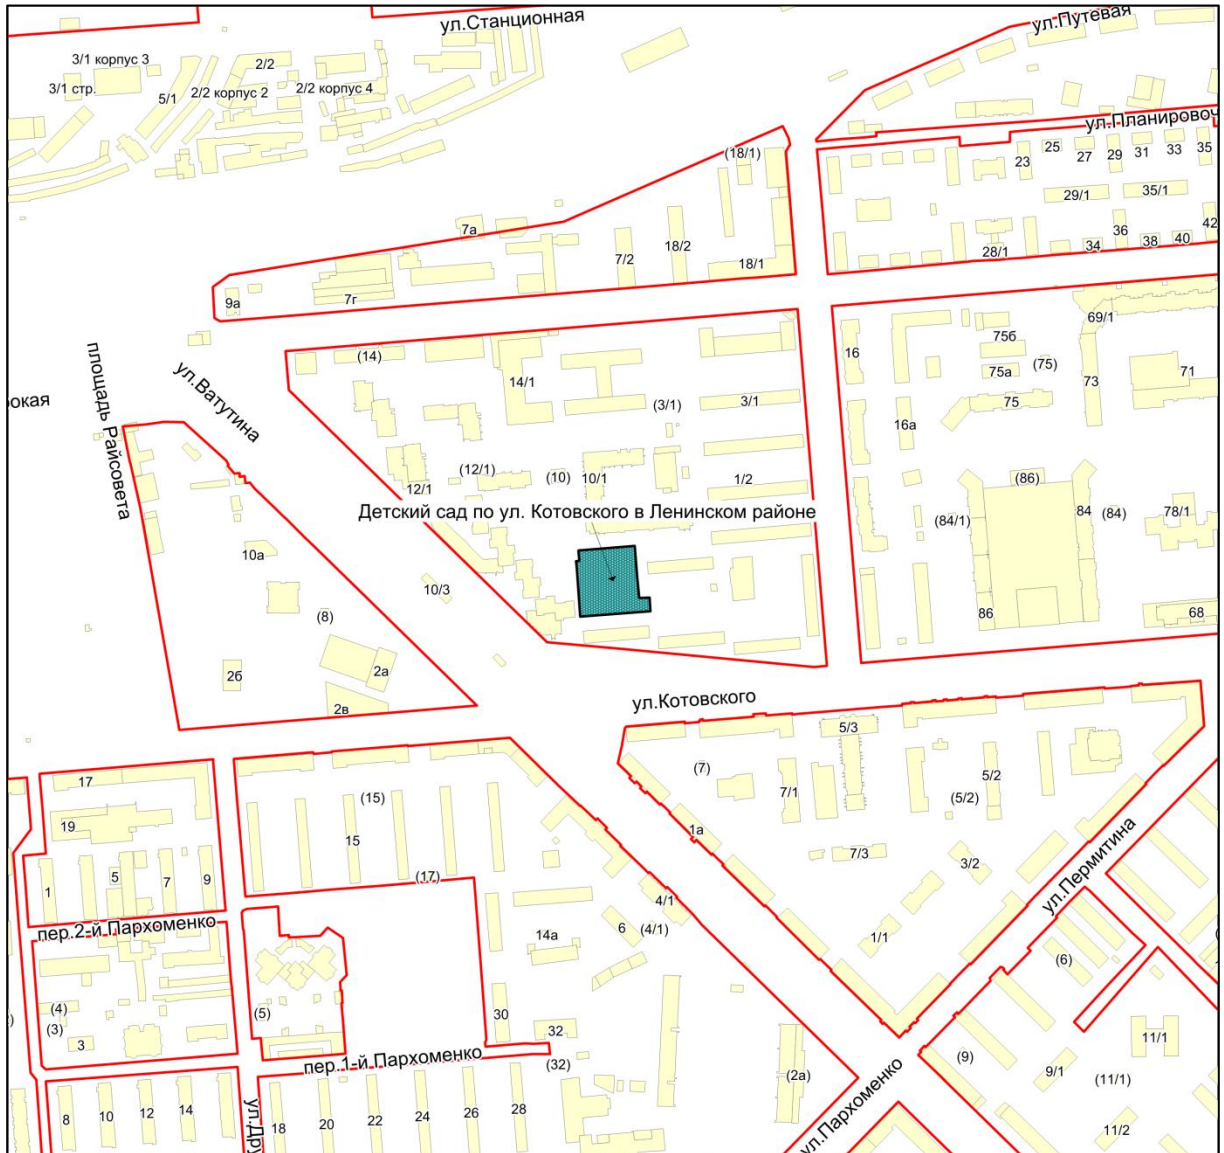 ул.Станционная
ул.Путевая
3/1 корпус 3
2/2
3/1 стр.
5/1
2/2 корпус 2
2/2 корпус 4
ул.Планировоч
(18/1)
23
25
27
29
31
33
35
29/1
35/1
7а
7/2
18/2
18/1
28/1
34
36
38
40
42
9а
7г
площадь Райсовета
ул.Ватутина
окая
(14)
14/1
(3/1)
3/1
16
16а
75б
75а
(75)
75
69/1
73
71
12/1
(12/1)
(10)
10/1
1/2
(86)
(84/1)
84
(84)
78/1
Детский сад по ул. Котовского в Ленинском районе
10а
10/3
(8)
86
68
2б
2а
2в
ул.Котовского
5/3
(7)
7/1
5/2
(5/2)
17
19
(15)
15
1а
7/3
3/2
ул.Пермитина
1
5
7
9
(17)
4/1
пер.2-й.Пархоменко
14а
6
(4/1)
1/1
(6)
(4)
(3)
3
(5)
30
32
(32)
(9)
9/1
11/1
(11/1)
11/2
пер.1-й.Пархоменко
(2а)
ул.Пархоменко
8
10
12
14
ул.Дру
18
20
22
24
26
28